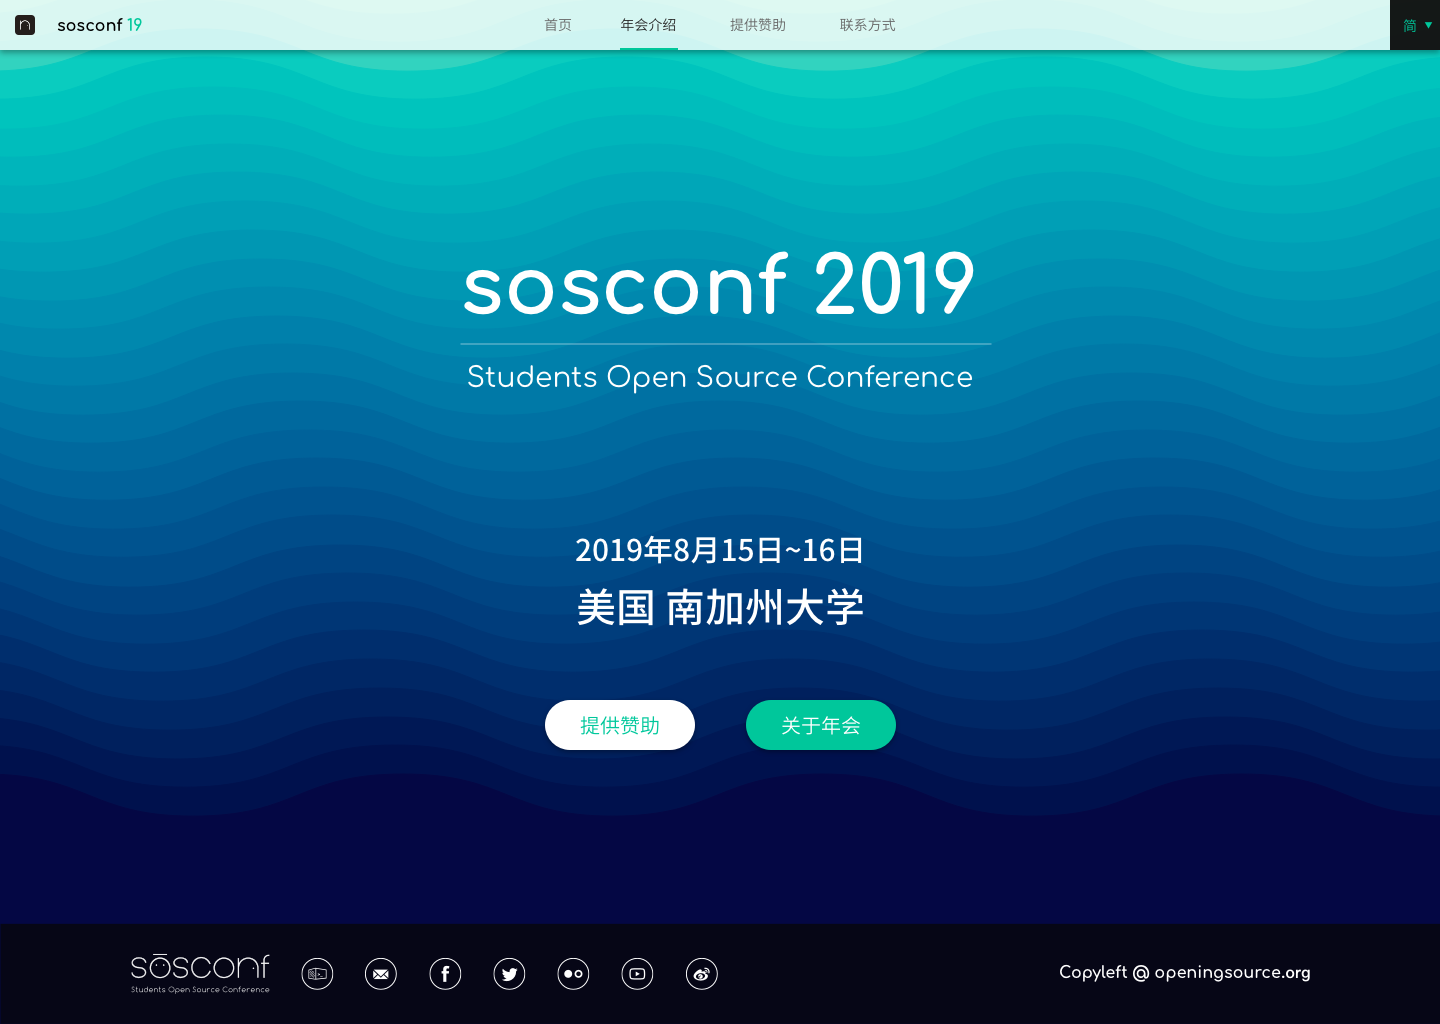 sosconf 19
首页 年会介绍 提供赞助 联系方式
简
sosconf 2019
Students Open Source Conference
2019年8月15日~16日
美国 南加州大学
提供赞助 关于年会
sōsconf
Students Open Source Conference
Copyleft @ openingsource.org